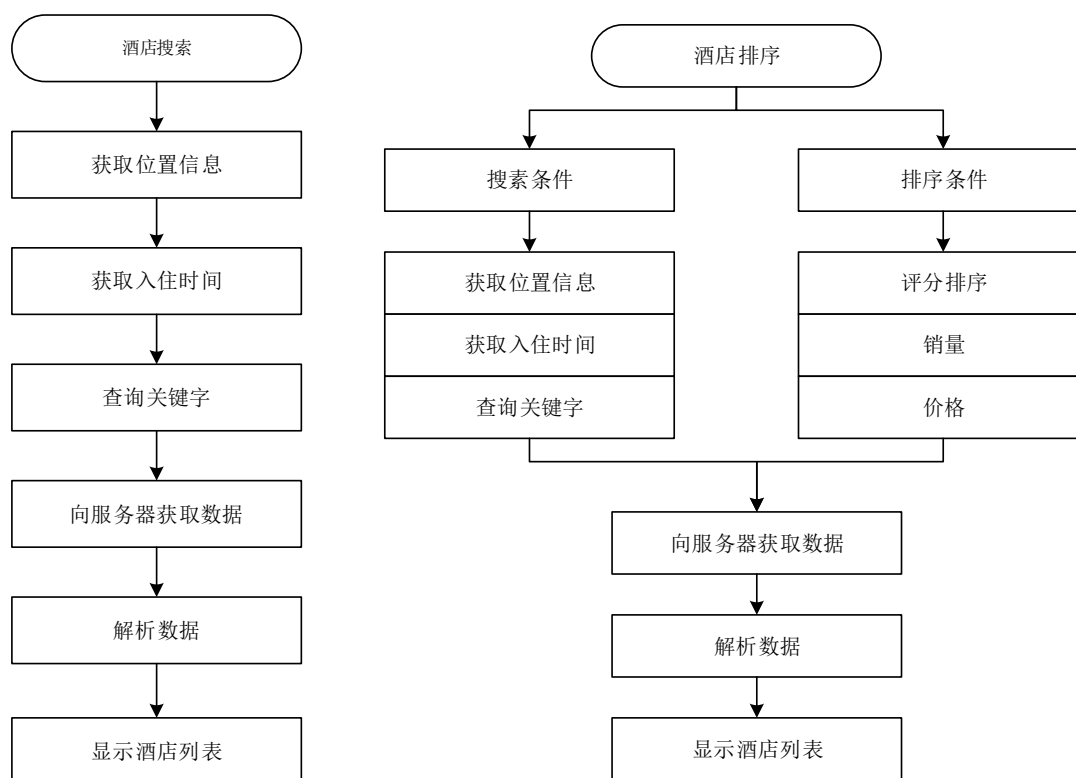 酒店搜索
获取位置信息
获取入住时间
查询关键字
向服务器获取数据
解析数据
显示酒店列表
酒店排序
搜素条件
排序条件
获取位置信息
获取入住时间
查询关键字
评分排序
销量
价格
向服务器获取数据
解析数据
显示酒店列表